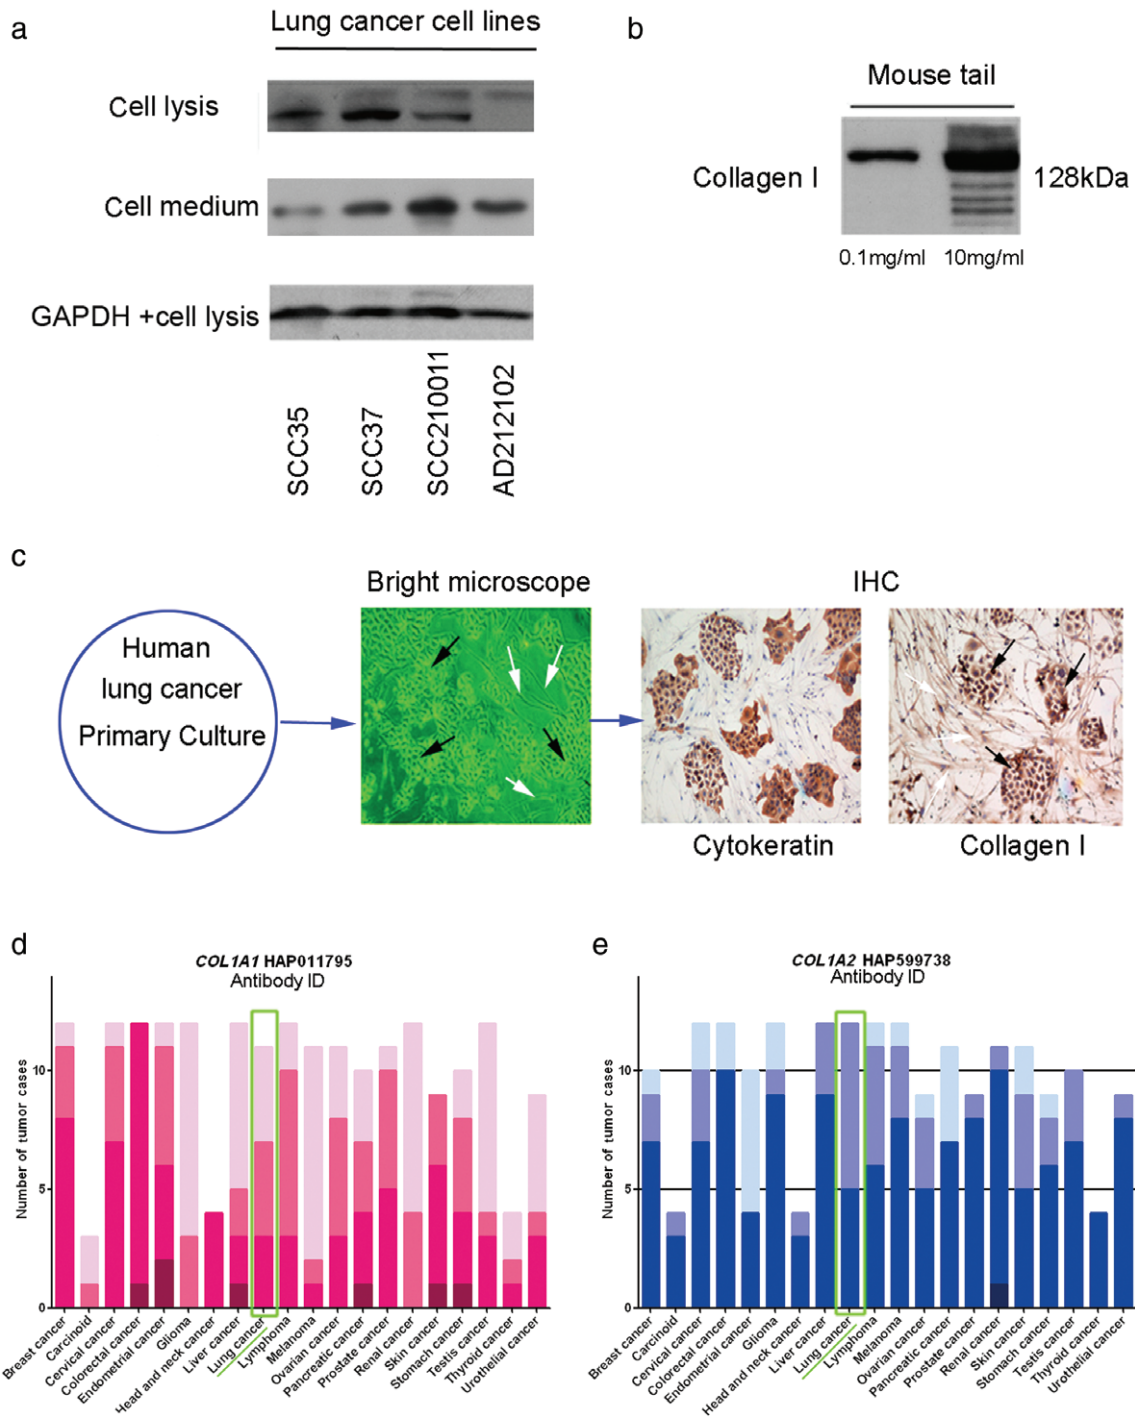 a
Lung cancer cell lines
Cell lysis
Cell medium
GAPDH +cell lysis
SCC35
SCC37
SCC210011
AD212102
b
Mouse tail
Collagen I
128kDa
0.1mg/ml
10mg/ml
c
Bright microscope
IHC
Human
lung cancer
Primary Culture
Cytokeratin
Collagen I
d
COL1A1 HAP011795
Antibody ID
Number of tumor cases
10
5
0
Breast cancer
Carcinoid
Cervical cancer
Colorectal cancer
Endometrial cancer
Glioma
Head and neck cancer
Liver cancer
Lung cancer
Lymphoma
Melanoma
Ovarian cancer
Pancreatic cancer
Prostate cancer
Renal cancer
Skin cancer
Stomach cancer
Testis cancer
Thyroid cancer
Urothelial cancer
e
COL1A2 HAP599738
Antibody ID
Number of tumor cases
10
5
0
Breast cancer
Carcinoid
Cervical cancer
Colorectal cancer
Endometrial cancer
Glioma
Head and neck cancer
Liver cancer
Lung cancer
Lymphoma
Melanoma
Ovarian cancer
Pancreatic cancer
Prostate cancer
Renal cancer
Skin cancer
Stomach cancer
Testis cancer
Thyroid cancer
Urothelial cancer